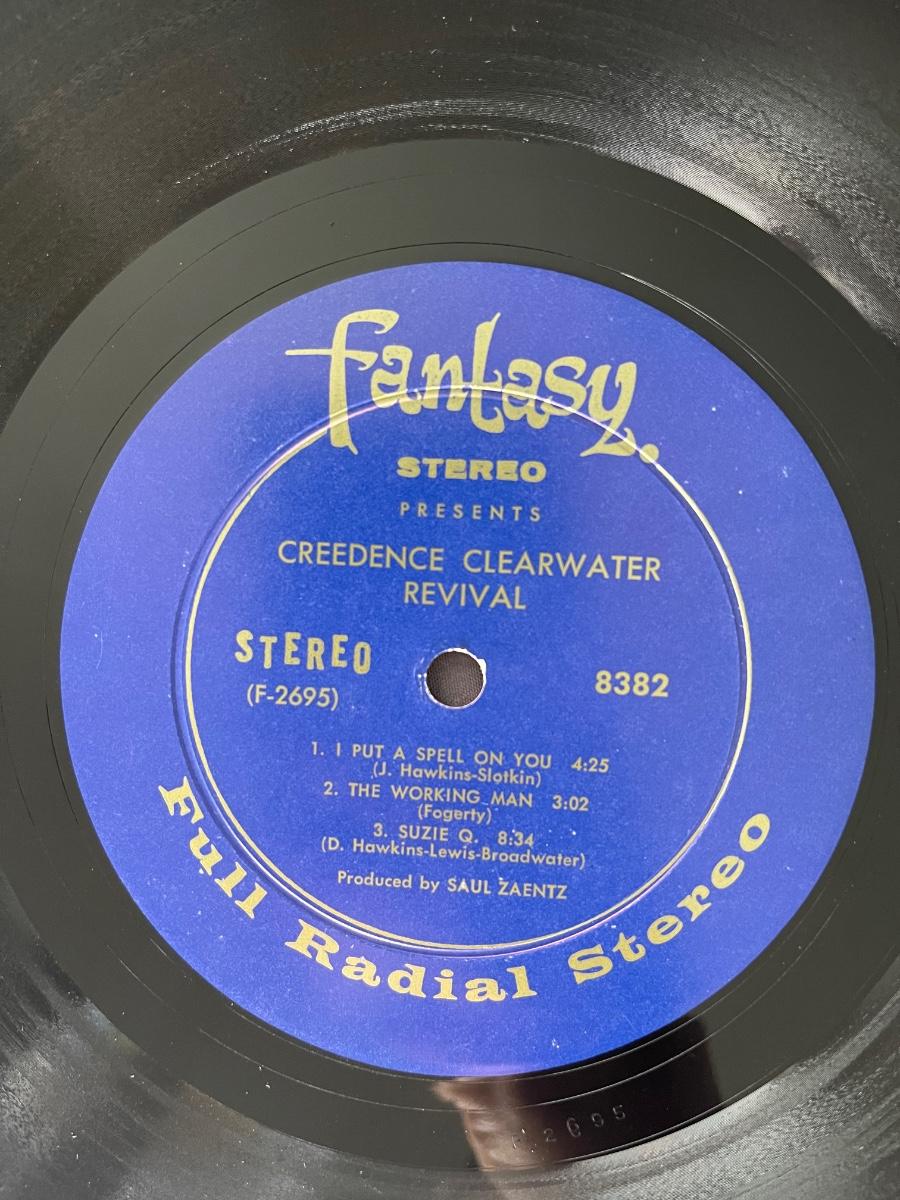 fantasy.
STEREO
PRESENTS
CREEDENCE CLEARWATER
REVIVAL
STEREO
(F-2695)
8382
1. I PUT A SPELL ON YOU 4:25
(J. Hawkins-Slotkin)
2. THE WORKING MAN 3:02
(Fogerty)
3. SUZIE Q. 8:34
(D. Hawkins-Lewis-Broadwater)
Produced by SAUL ZAENTZ
Full Radial Stereo
2695